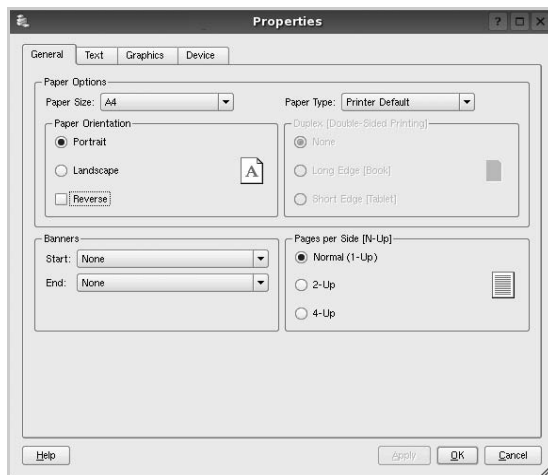 Properties
General Text Graphics Device
Paper Options
Paper Size: A4 Paper Type: Printer Default
Paper Orientation
Portrait
Landscape
Reverse
A
Duplex [Double-Sided Printing]
None
Long Edge [Book]
Short Edge [Tablet]
Banners
Start: None
End: None
Pages per Side [N-Up]
Normal (1-Up)
2-Up
4-Up
Help Apply OK Cancel